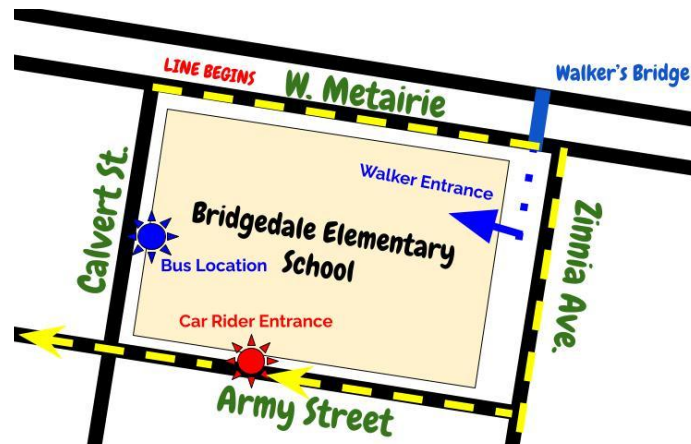 LINE BEGINS
W. Metairie
Walker's Bridge
Walker Entrance
Calvert St.
Bridgedale Elementary
School
Zinnia Ave.
Bus Location
Car Rider Entrance
Army Street